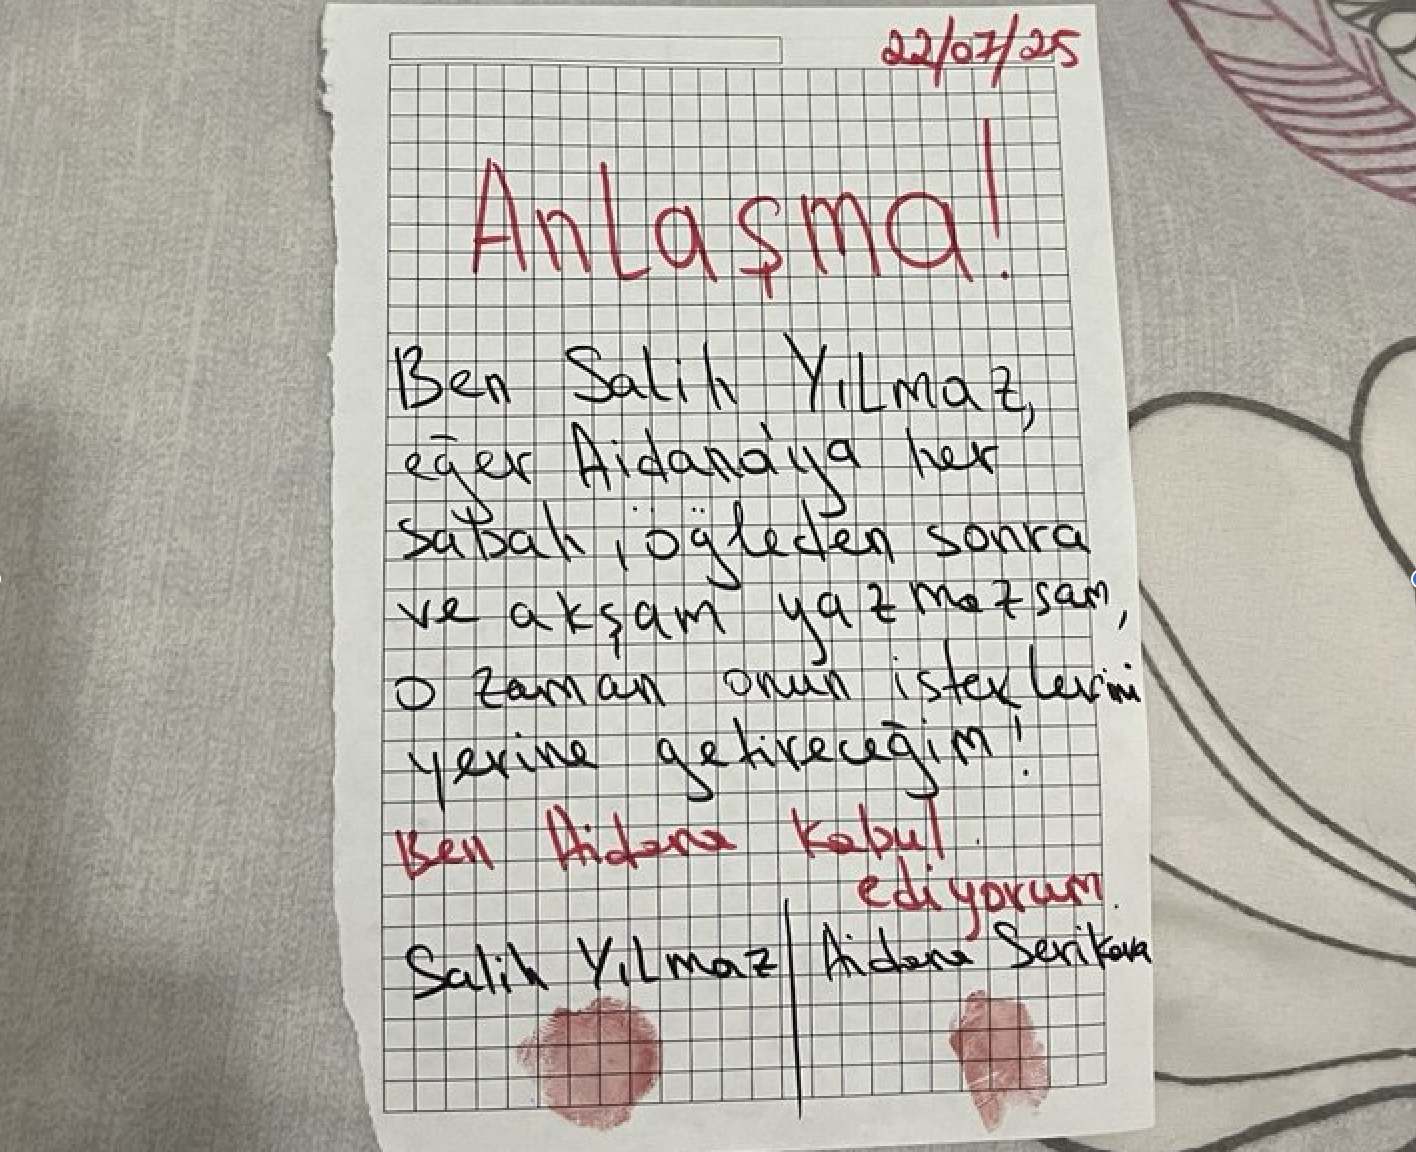 22/07/25
Anlaşma!
Ben Salih Yılmaz,
eğer Aidana'ya her
sabah, öğleden sonra
ve akşam yazmazsam,
o zaman onun isteklerini
yerine getireceğim!
Ben Aidana kabul
ediyorum.
Salih Yılmaz | Aidana Serikova